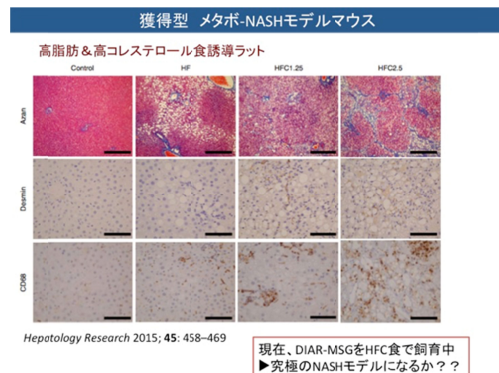 獲得型 メタボ-NASHモデルマウス
高脂肪＆高コレステロール食誘導ラット
Control HF HFC1.25 HFC2.5
Azan
Desmin
CD68
Hepatology Research 2015; 45: 458–469
現在、DIAR-MSGをHFC食で飼育中
▶究極のNASHモデルになるか？？